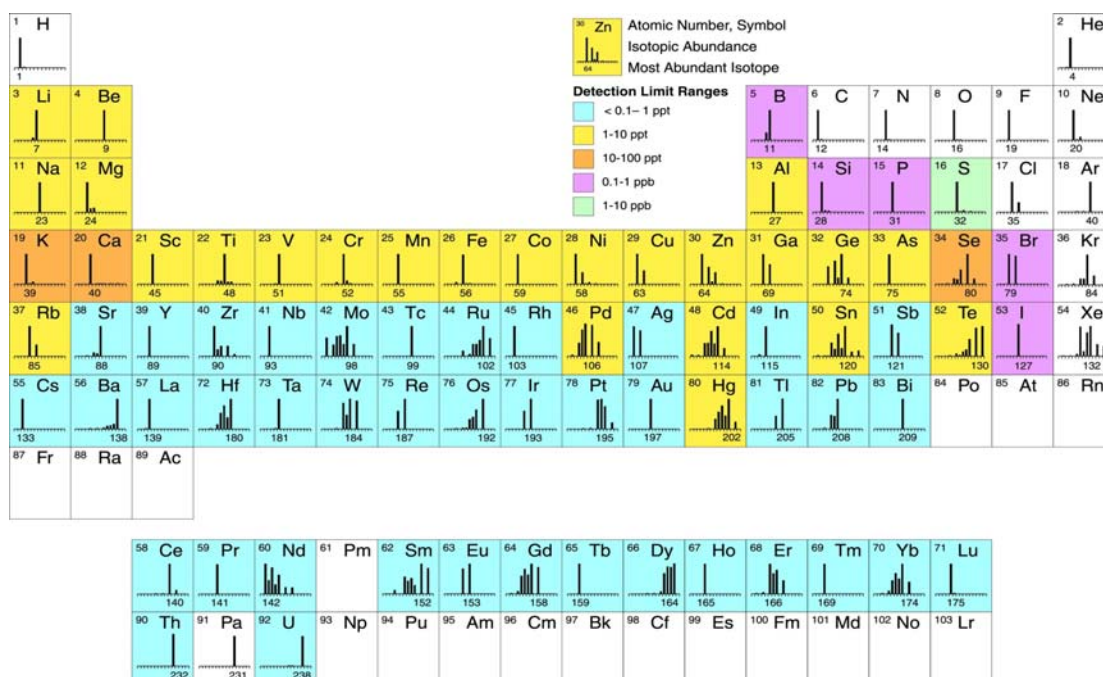 1 H
1
30 Zn
64
Atomic Number, Symbol
Isotopic Abundance
Most Abundant Isotope
2 He
4
3 Li
7
4 Be
9
Detection Limit Ranges
< 0.1– 1 ppt
1-10 ppt
10-100 ppt
0.1-1 ppb
1-10 ppb
5 B
11
6 C
12
7 N
14
8 O
16
9 F
19
10 Ne
20
11 Na
23
12 Mg
24
13 Al
27
14 Si
28
15 P
31
16 S
32
17 Cl
35
18 Ar
40
19 K
39
20 Ca
40
21 Sc
45
22 Ti
48
23 V
51
24 Cr
52
25 Mn
55
26 Fe
56
27 Co
59
28 Ni
58
29 Cu
63
30 Zn
64
31 Ga
69
32 Ge
74
33 As
75
34 Se
80
35 Br
79
36 Kr
84
37 Rb
85
38 Sr
88
39 Y
89
40 Zr
90
41 Nb
93
42 Mo
98
43 Tc
99
44 Ru
102
45 Rh
103
46 Pd
106
47 Ag
107
48 Cd
114
49 In
115
50 Sn
120
51 Sb
121
52 Te
130
53 I
127
54 Xe
132
55 Cs
133
56 Ba
138
57 La
139
72 Hf
180
73 Ta
181
74 W
184
75 Re
187
76 Os
192
77 Ir
193
78 Pt
195
79 Au
197
80 Hg
202
81 Tl
205
82 Pb
208
83 Bi
209
84 Po
85 At
86 Rn
87 Fr
88 Ra
89 Ac
58 Ce
140
59 Pr
141
60 Nd
142
61 Pm
62 Sm
152
63 Eu
153
64 Gd
158
65 Tb
159
66 Dy
164
67 Ho
165
68 Er
166
69 Tm
169
70 Yb
174
71 Lu
175
90 Th
232
91 Pa
231
92 U
238
93 Np
94 Pu
95 Am
96 Cm
97 Bk
98 Cf
99 Es
100 Fm
101 Md
102 No
103 Lr